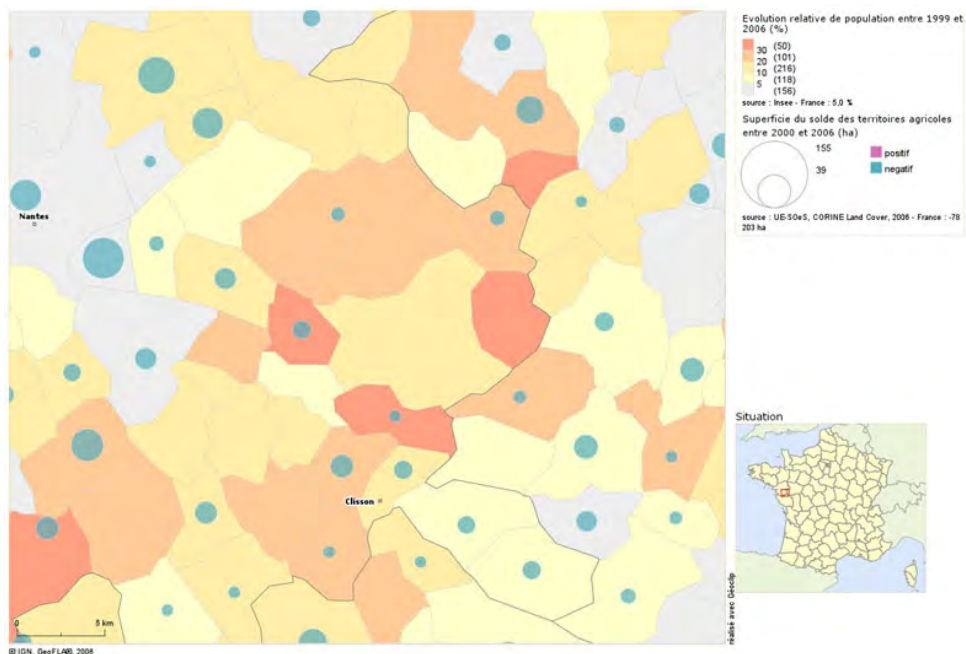 Evolution relative de population entre 1999 et
2006 (%)
30 (50)
20 (101)
10 (216)
5 (118)
(156)
source : Insee - France : 5,0 %
Superficie du solde des territoires agricoles
entre 2000 et 2006 (ha)
155
39
positif
négatif
source : UE-SOeS, CORINE Land Cover, 2006 - France : -78
203 ha
Nantes
Clisson
Situation
0 5 km
réalisé avec Géoclip
© IGN, GeoFLA®, 2006